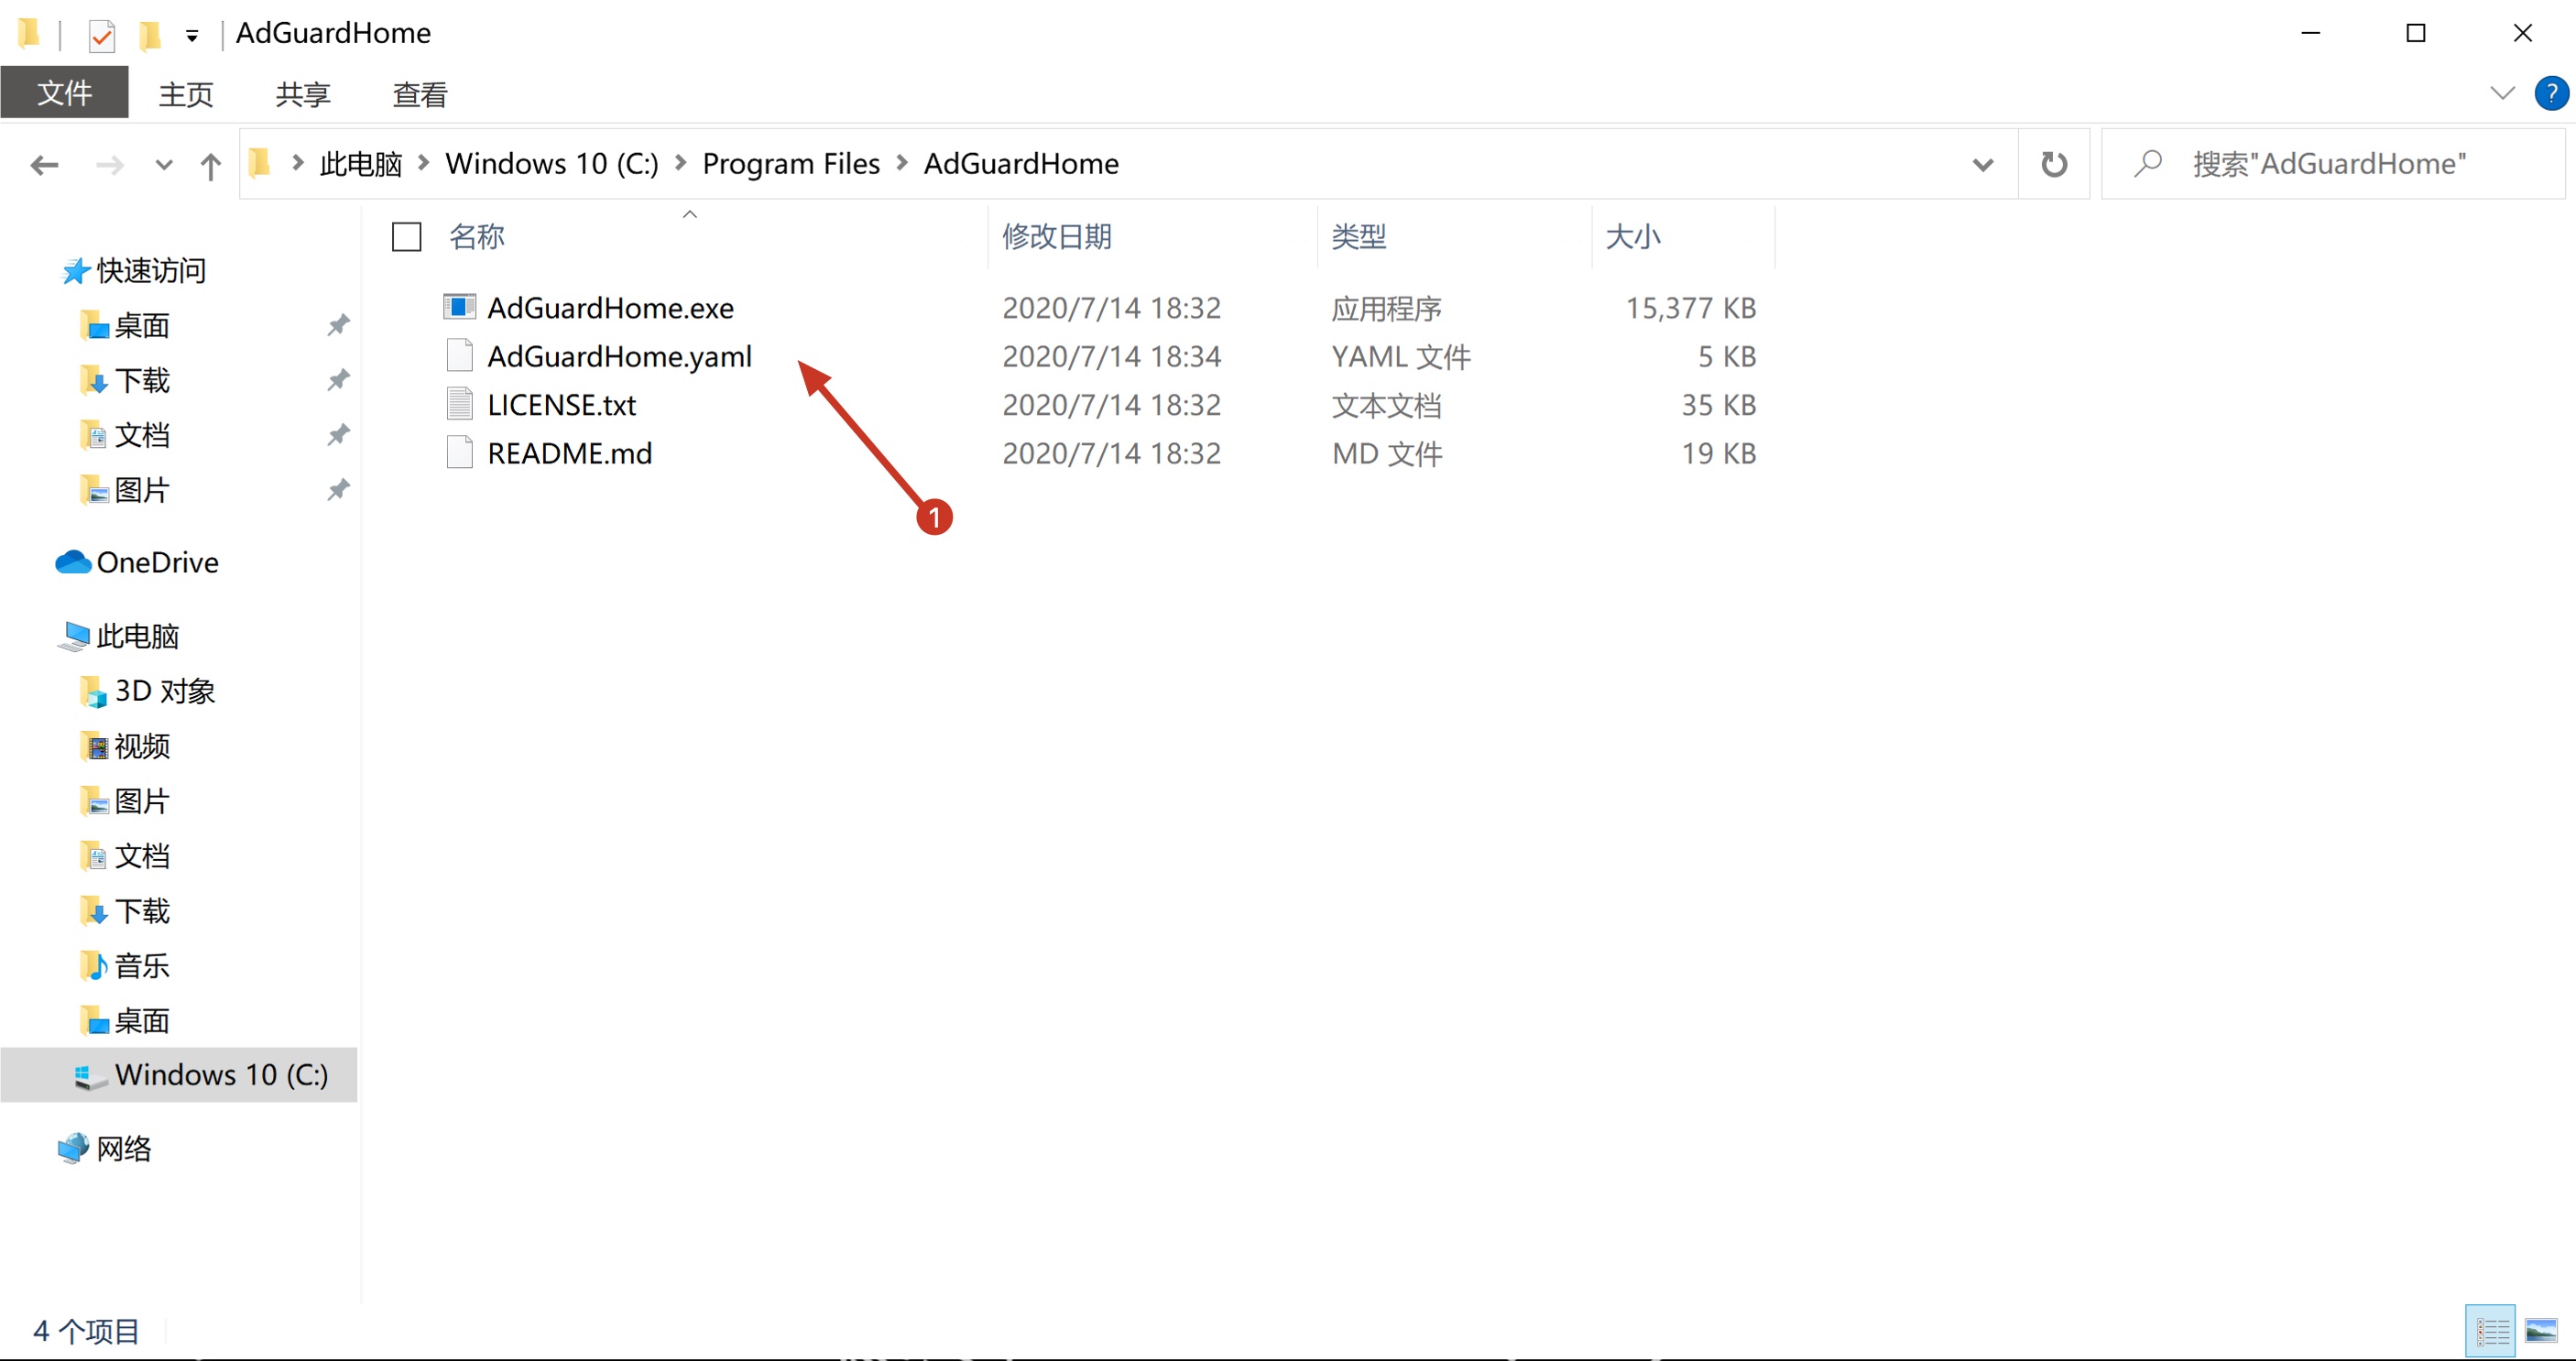 AdGuardHome
文件 主页 共享 查看
此电脑 Windows 10 (C:) Program Files AdGuardHome 搜索"AdGuardHome"
名称 修改日期 类型 大小
AdGuardHome.exe 2020/7/14 18:32 应用程序 15,377 KB
AdGuardHome.yaml 2020/7/14 18:34 YAML 文件 5 KB
LICENSE.txt 2020/7/14 18:32 文本文档 35 KB
README.md 2020/7/14 18:32 MD 文件 19 KB
1
快速访问
桌面
下载
文档
图片
OneDrive
此电脑
3D 对象
视频
图片
文档
下载
音乐
桌面
Windows 10 (C:)
网络
4 个项目